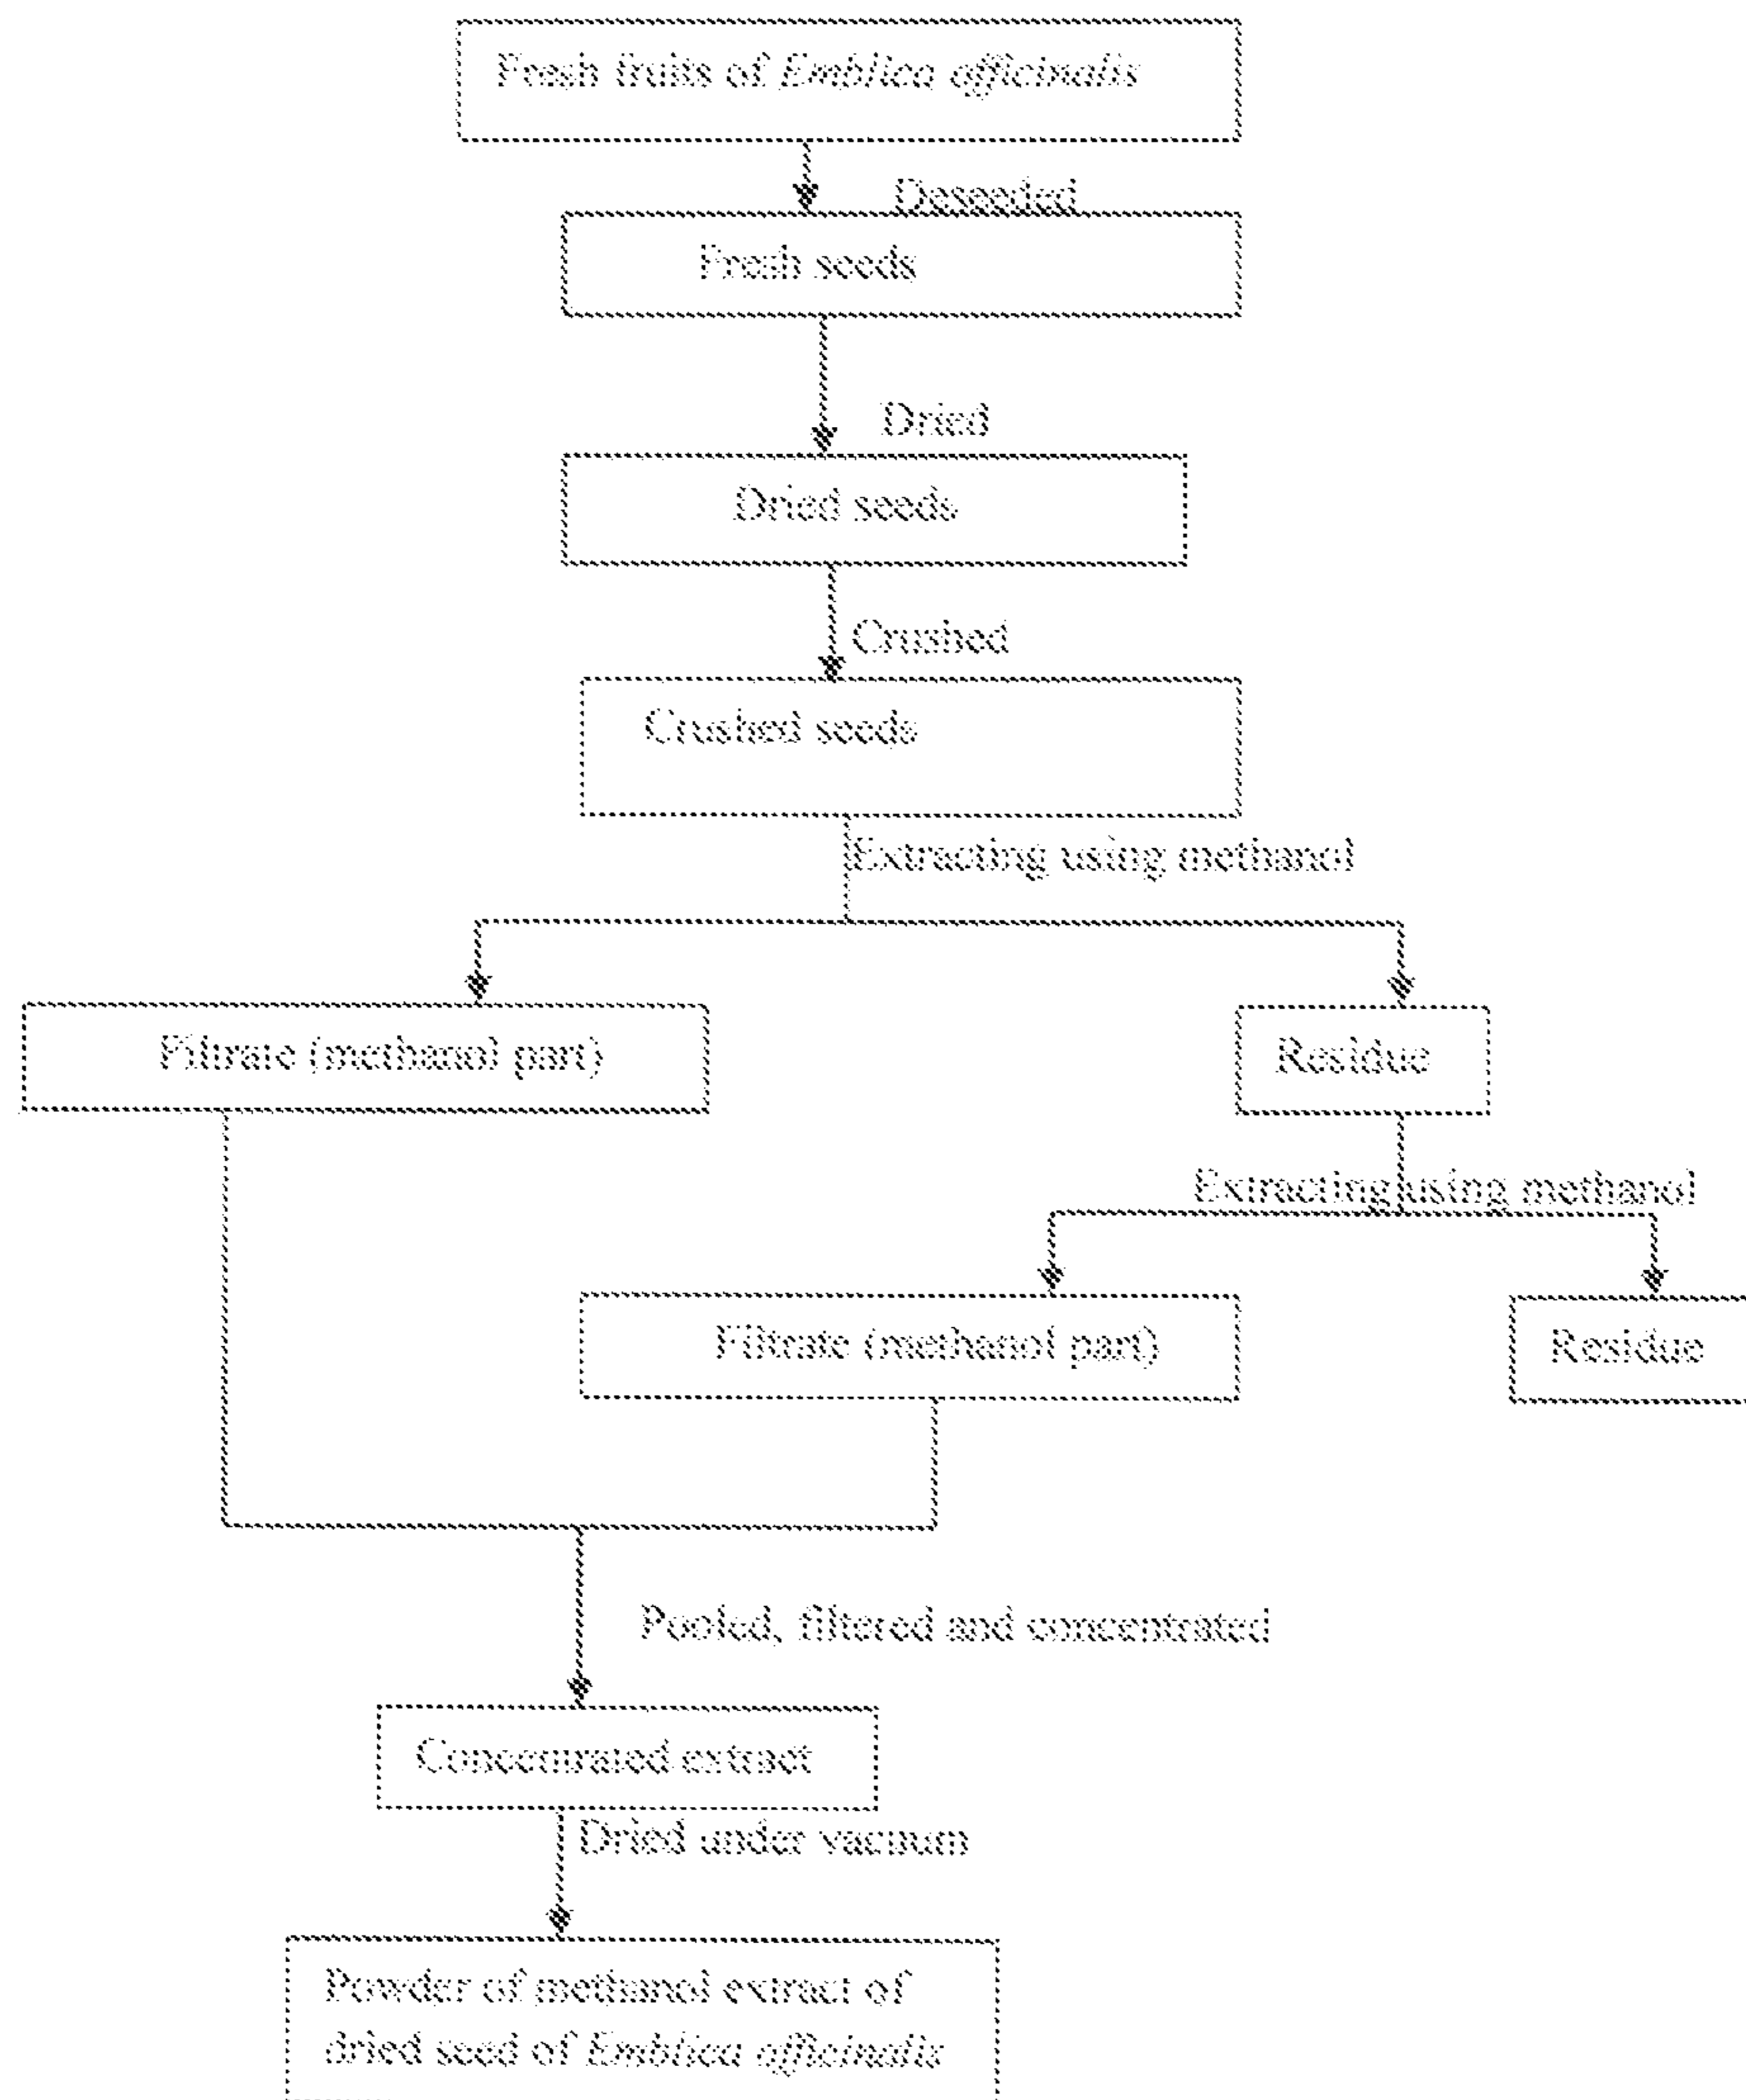 Fresh fruits of Emblica officinalis
Deseeded
Fresh seeds
Dried
Dried seeds
Crushed
Crushed seeds
Extracting using methanol
Filtrate (methanol part)
Residue
Extracting using methanol
Filtrate (methanol part)
Residue
Pooled, filtered and concentrated
Concentrated extract
Dried under vacuum
Powder of methanol extract of
dried seed of Emblica officinalis